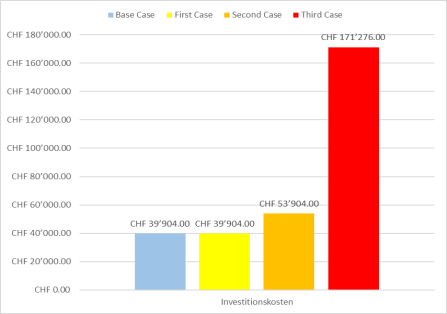 Base Case First Case Second Case Third Case
CHF 180’000.00
CHF 160’000.00
CHF 140’000.00
CHF 120’000.00
CHF 100’000.00
CHF 80’000.00
CHF 60’000.00
CHF 40’000.00
CHF 20’000.00
CHF 0.00
CHF 39’904.00
CHF 39’904.00
CHF 53’904.00
CHF 171’276.00
Investitionskosten